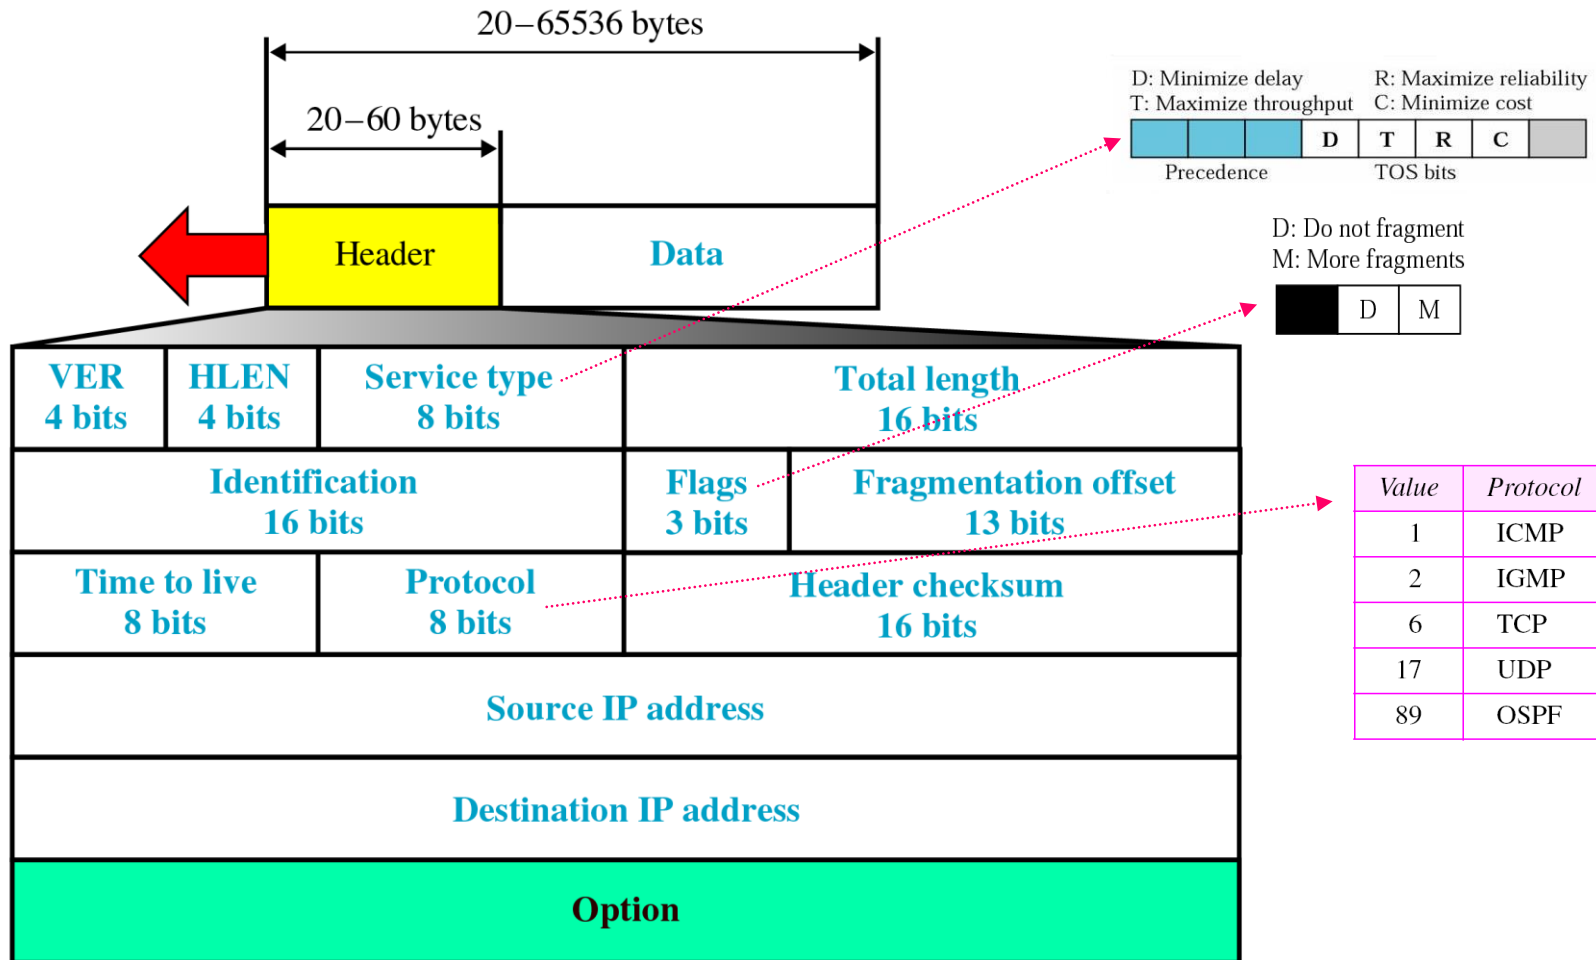 20–65536 bytes
20–60 bytes
Header
Data
D: Minimize delay R: Maximize reliability
T: Maximize throughput C: Minimize cost
D T R C
Precedence TOS bits
D: Do not fragment
M: More fragments
D M
VER HLEN Service type Total length
4 bits 4 bits 8 bits 16 bits
Identification Flags Fragmentation offset
16 bits 3 bits 13 bits
Time to live Protocol Header checksum
8 bits 8 bits 16 bits
Source IP address
Destination IP address
Option
Value Protocol
1 ICMP
2 IGMP
6 TCP
17 UDP
89 OSPF